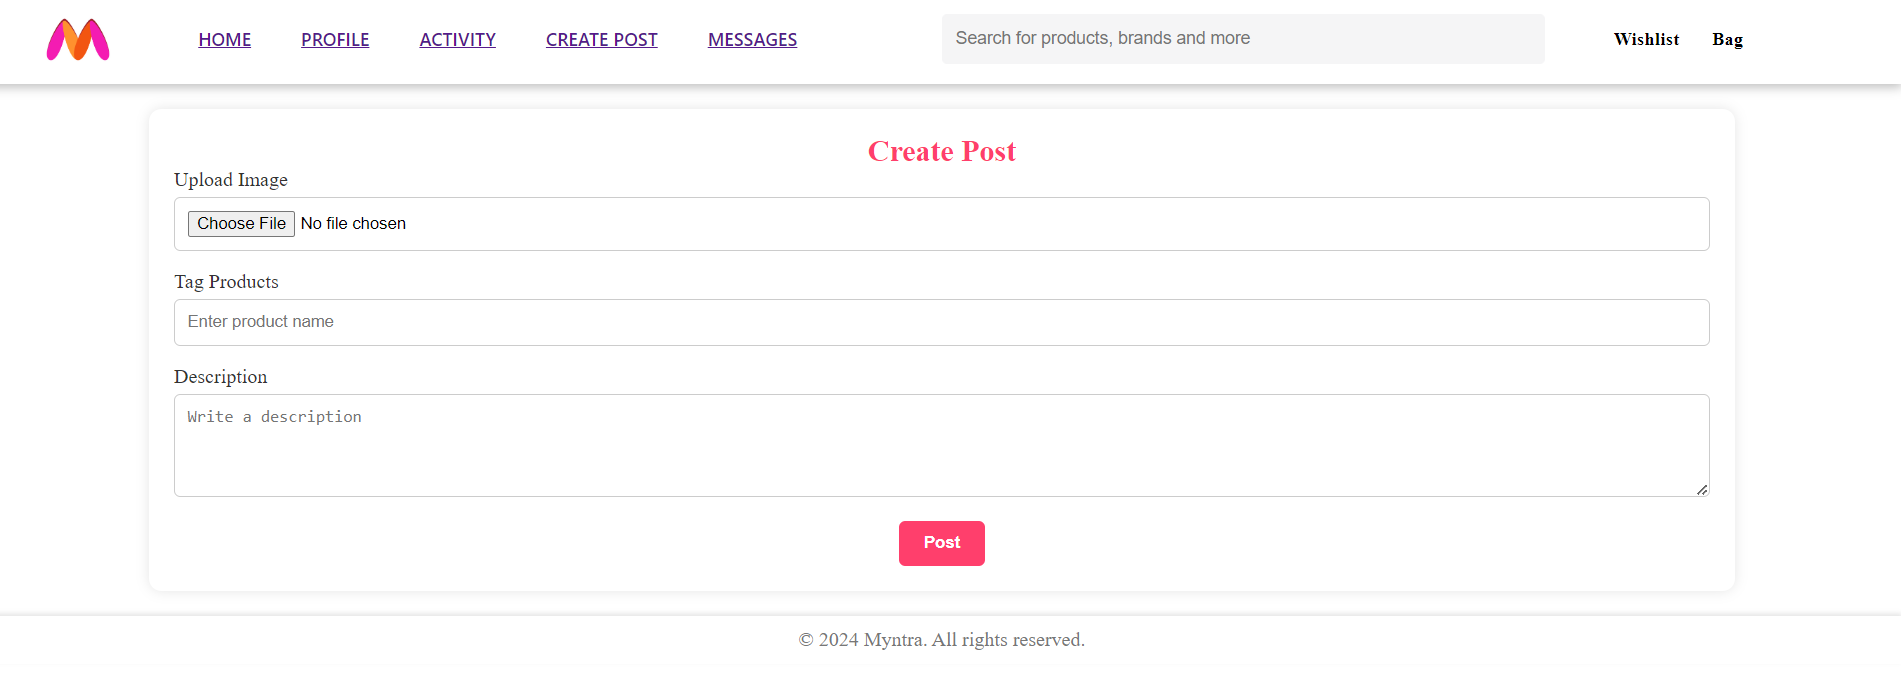 HOME PROFILE ACTIVITY CREATE POST MESSAGES Search for products, brands and more Wishlist Bag
Create Post
Upload Image
Choose File No file chosen
Tag Products
Enter product name
Description
Write a description
Post
© 2024 Myntra. All rights reserved.